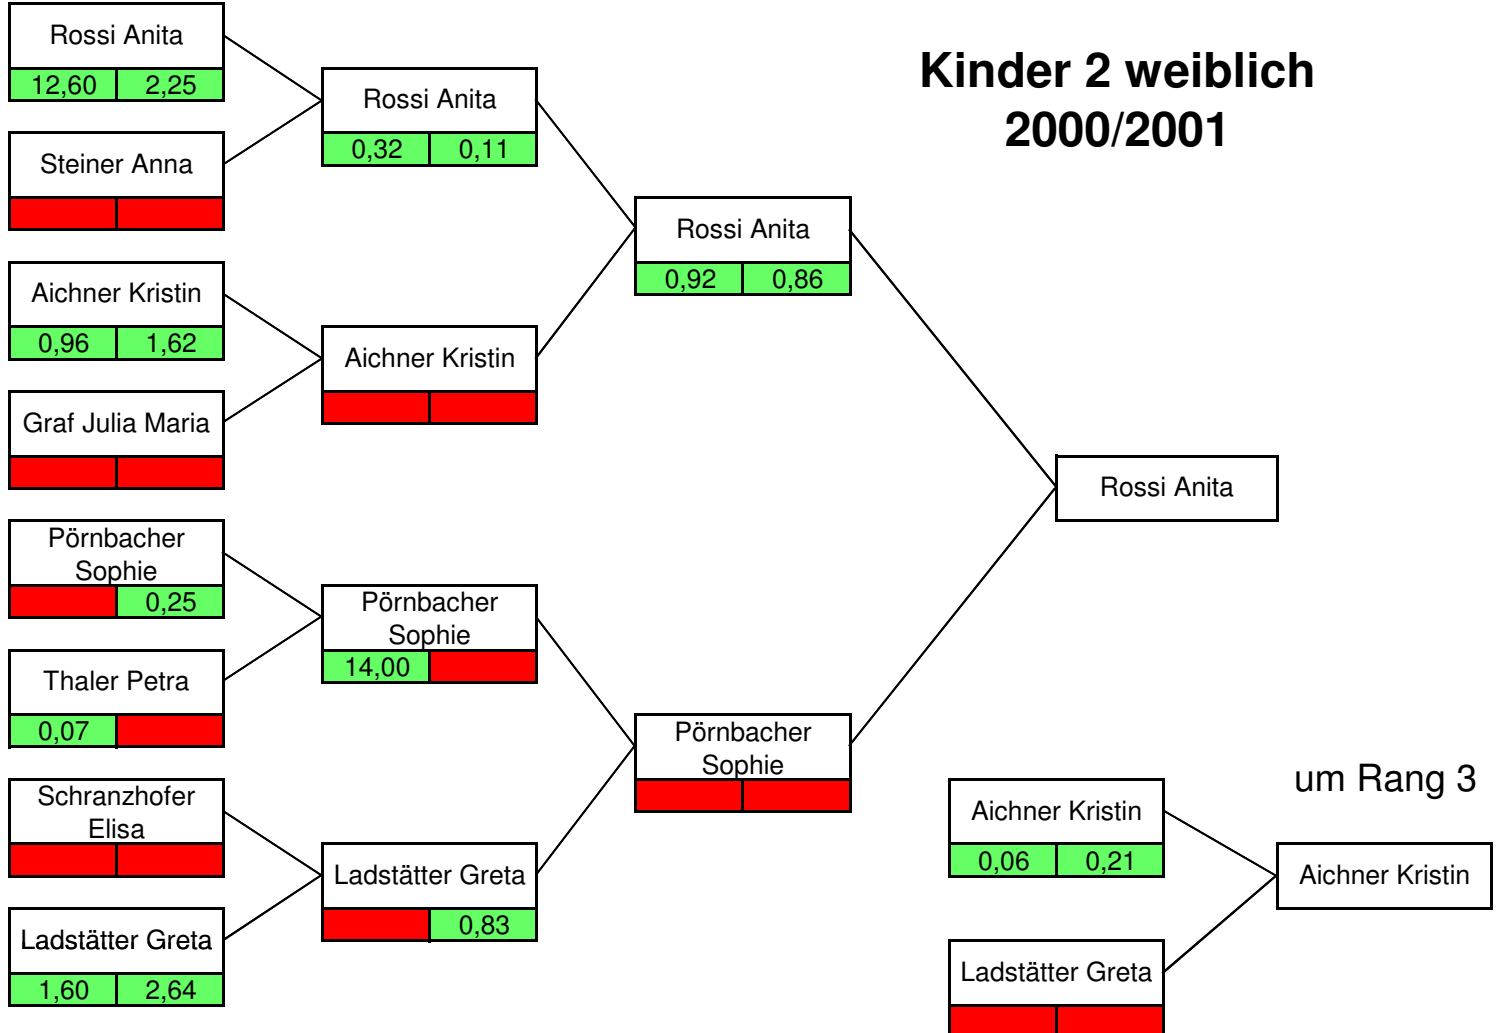 Kinder 2 weiblich
2000/2001
Rossi Anita
12,60 2,25
Steiner Anna
Aichner Kristin
0,96 1,62
Graf Julia Maria
Pörnbacher
Sophie
0,25
Thaler Petra
0,07
Schranzhofer
Elisa
Ladstätter Greta
1,60 2,64
Rossi Anita
0,32 0,11
Aichner Kristin
Pörnbacher
Sophie
14,00
Ladstätter Greta
0,83
Rossi Anita
0,92 0,86
Pörnbacher
Sophie
Rossi Anita
um Rang 3
Aichner Kristin
0,06 0,21
Ladstätter Greta
Aichner Kristin